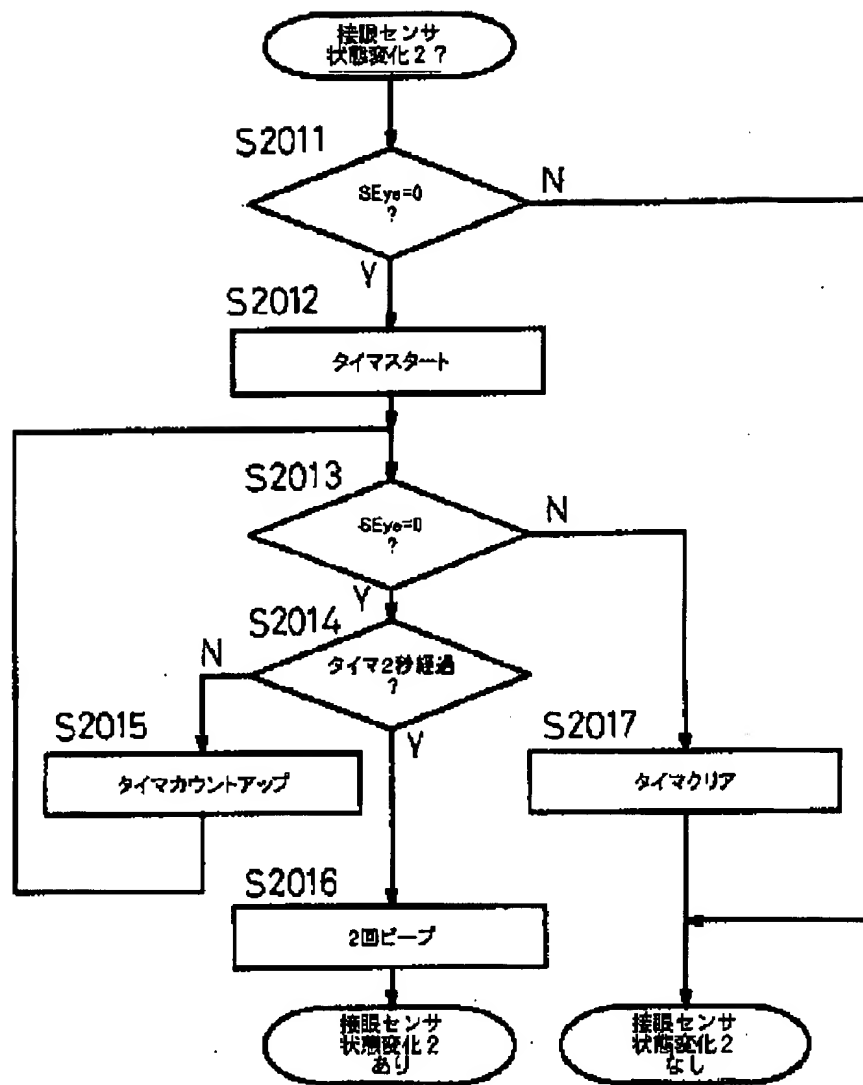 接眼センサ
状態変化2?
S2011
SEye=0
?
N
Y
S2012
タイマスタート
S2013
SEye=0
?
N
Y
S2014
タイマ2秒経過
?
N
Y
S2015
タイマカウントアップ
S2017
タイマクリア
S2016
2回ビープ
接眼センサ
状態変化2
あり
接眼センサ
状態変化2
なし